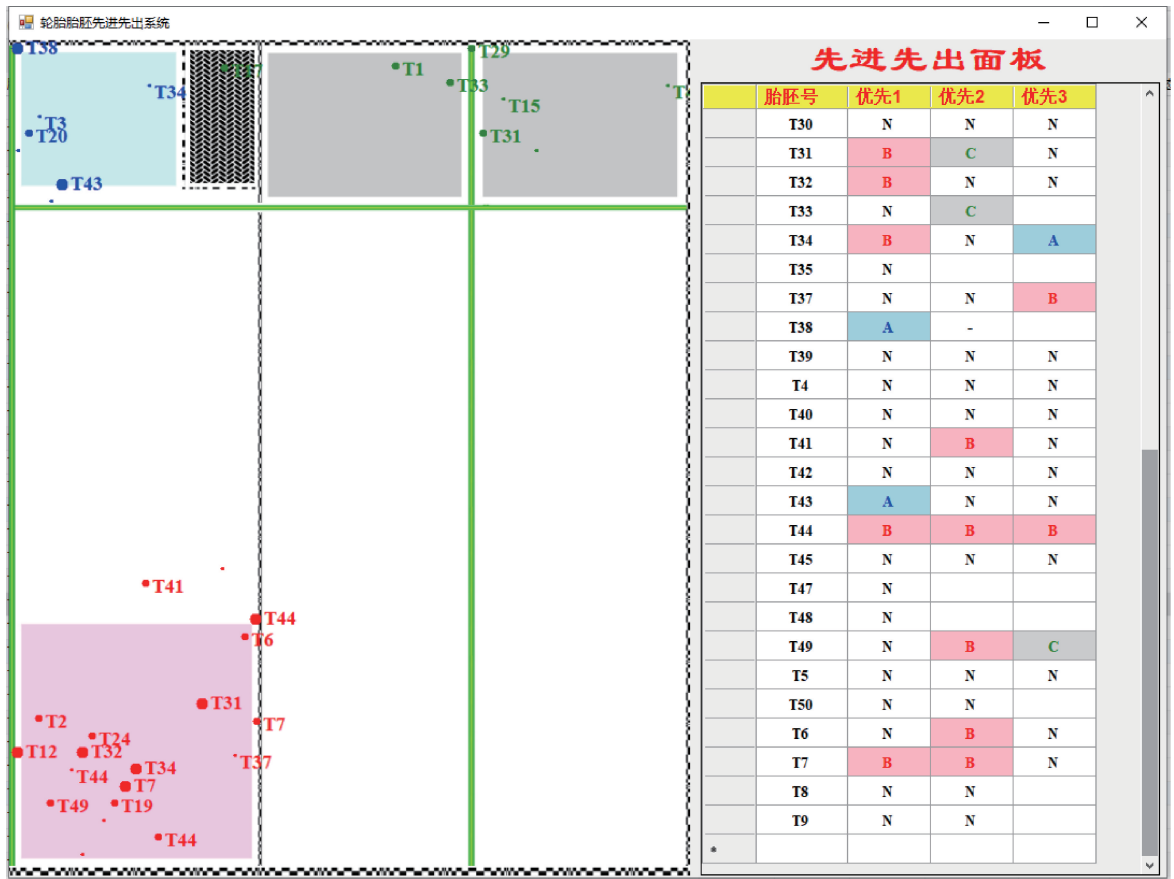 轮胎胎胚先进先出系统
T38
T29
T1
T34
T33
T15
T3
T20
T31
T43
T41
T44
T6
T31
T2
T7
T24
T12
T32
T37
T34
T44
T7
T49
T19
T44
先进先出面板
胎胚号 优先1 优先2 优先3
T30 N N N
T31 B C N
T32 B N N
T33 N C
T34 B N A
T35 N
T37 N N B
T38 A -
T39 N N N
T4 N N N
T40 N N N
T41 N B N
T42 N N N
T43 A N N
T44 B B B
T45 N N N
T47 N
T48 N
T49 N B C
T5 N N N
T50 N N
T6 N B N
T7 B B N
T8 N N
T9 N N
*